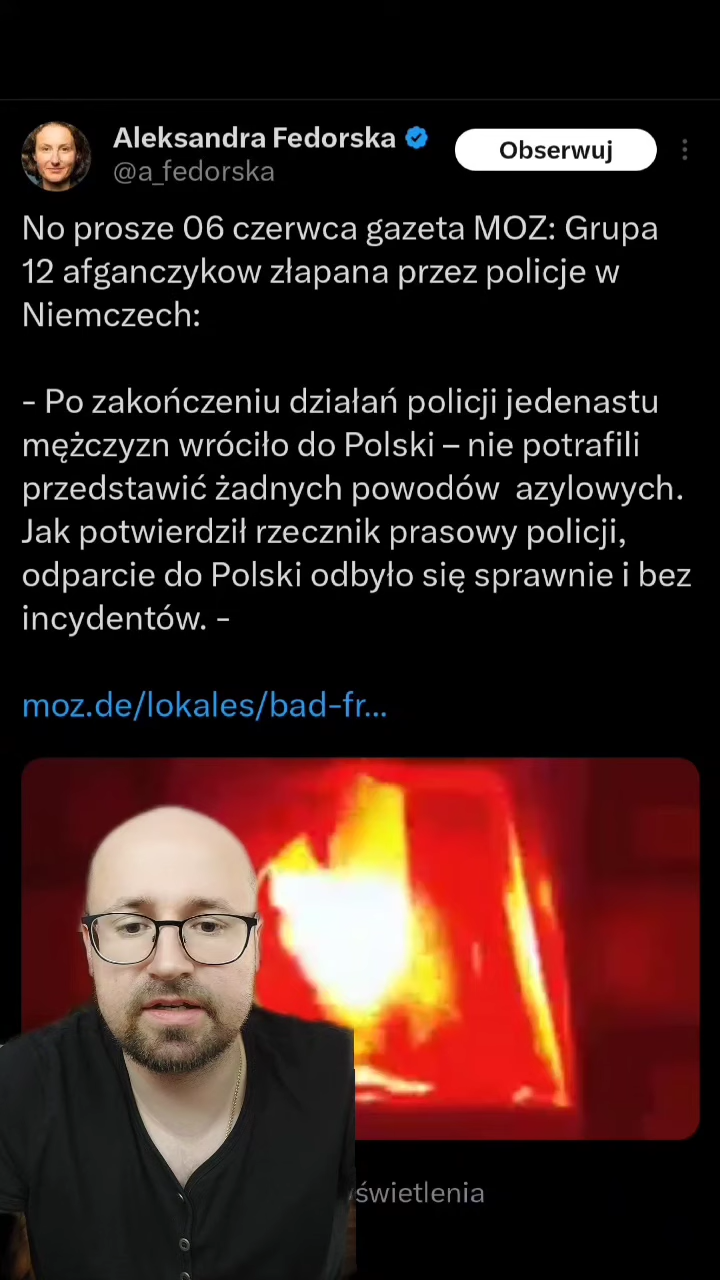 Aleksandra Fedorska
@a_fedorska
Obserwuj
No prosze 06 czerwca gazeta MOZ: Grupa
12 afganczykow złapana przez policje w
Niemczech:
- Po zakończeniu działań policji jedenastu
mężczyzn wróciło do Polski – nie potrafili
przedstawić żadnych powodów azylowych.
Jak potwierdził rzecznik prasowy policji,
odparcie do Polski odbyło się sprawnie i bez
incydentów. -
moz.de/lokales/bad-fr...
świetlenia